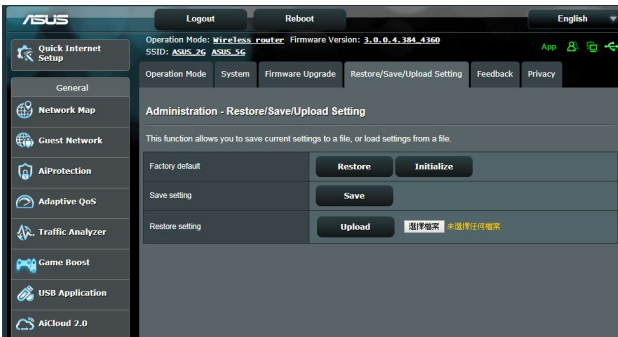 ASUS
Logout
Reboot
English
Quick Internet
Setup
Operation Mode: Wireless router Firmware Version: 3.0.0.4.384_4360
SSID: ASUS_2G ASUS_5G
App
Operation Mode
System
Firmware Upgrade
Restore/Save/Upload Setting
Feedback
Privacy
General
Network Map
Guest Network
AiProtection
Adaptive QoS
Traffic Analyzer
Game Boost
USB Application
AiCloud 2.0
Administration - Restore/Save/Upload Setting
This function allows you to save current settings to a file, or load settings from a file.
Factory default
Restore
Initialize
Save setting
Save
Restore setting
Upload
選擇檔案 未選擇任何檔案